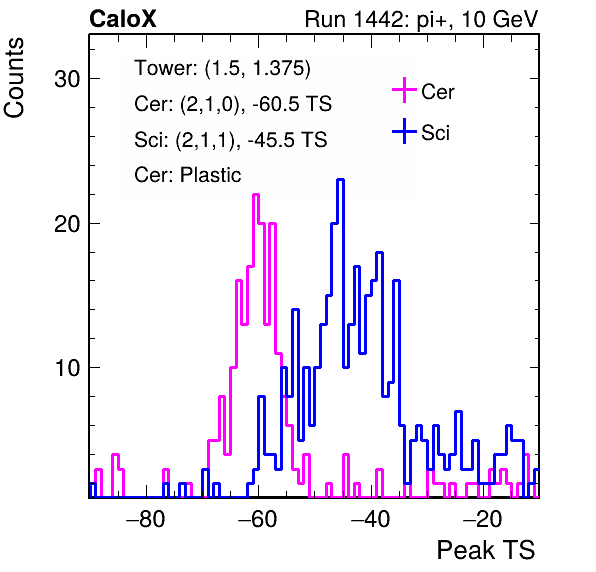 CaloX Run 1442: pi+, 10 GeV
Counts
Tower: (1.5, 1.375)
Cer: (2,1,0), -60.5 TS
Sci: (2,1,1), -45.5 TS
Cer: Plastic
Cer
Sci
30
20
10
−80 −60 −40 −20
Peak TS